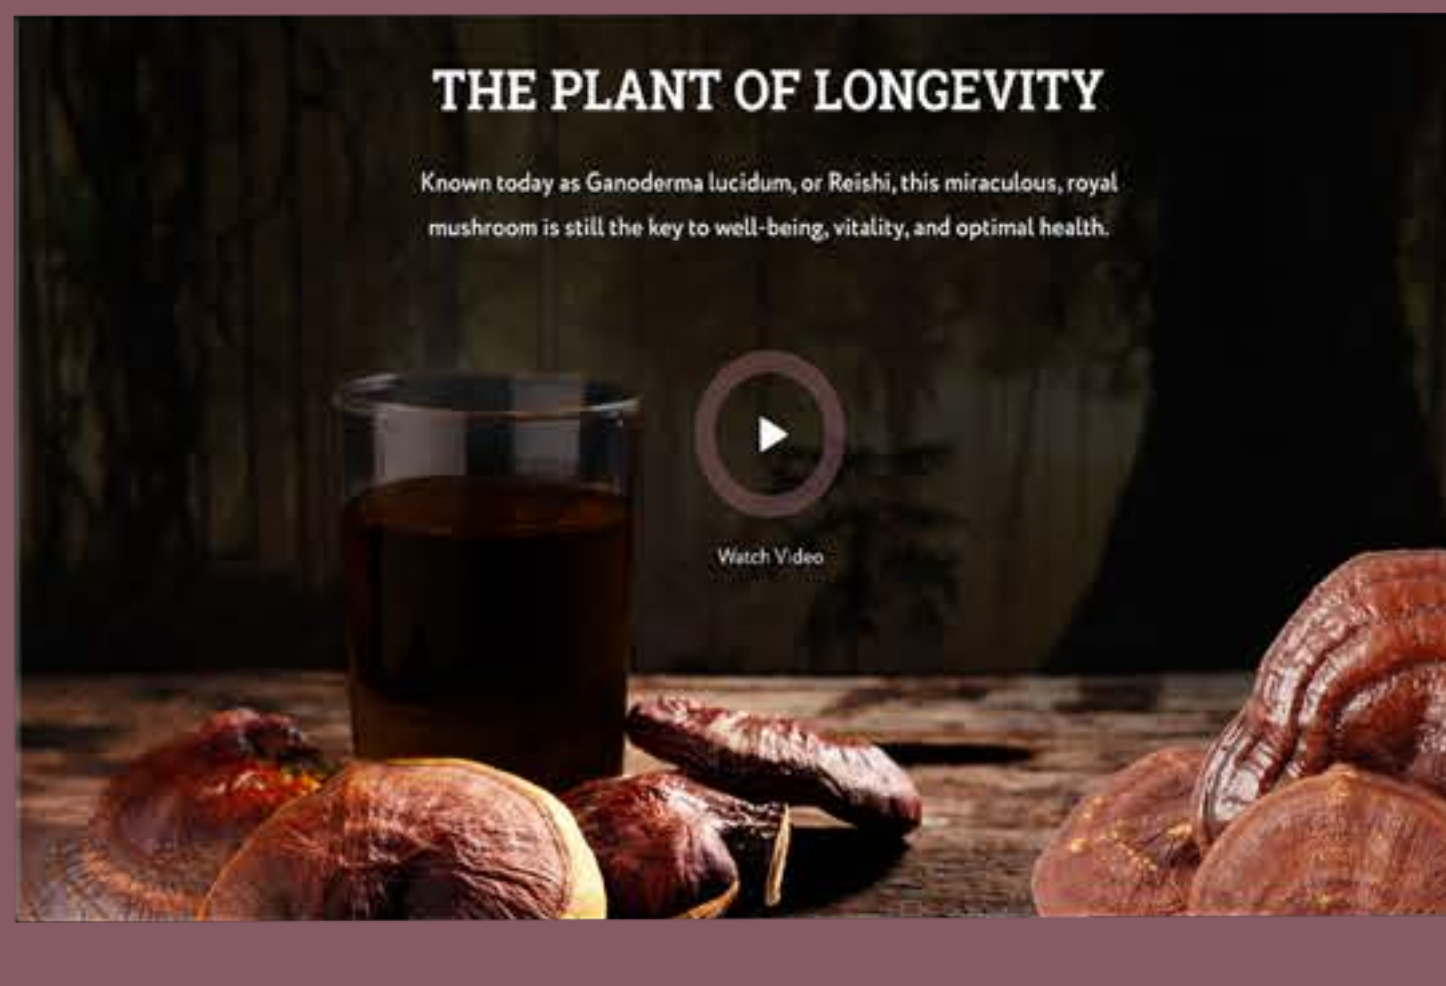 THE PLANT OF LONGEVITY
Known today as Ganoderma lucidum, or Reishi, this miraculous, royal
mushroom is still the key to well-being, vitality, and optimal health.
Watch Video